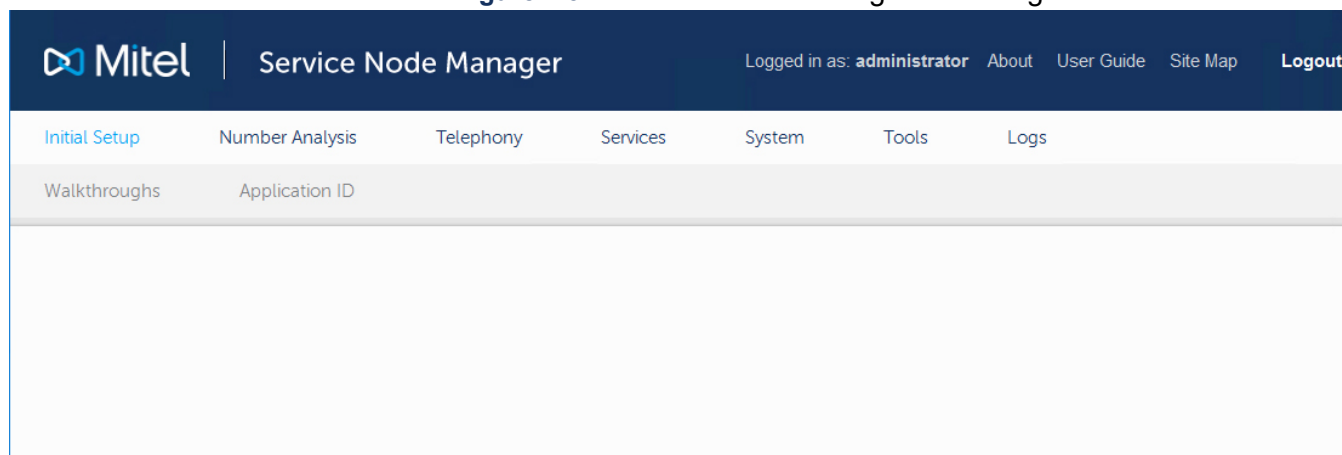 Mitel Service Node Manager Logged in as: administrator About User Guide Site Map Logout
Initial Setup Number Analysis Telephony Services System Tools Logs
Walkthroughs Application ID